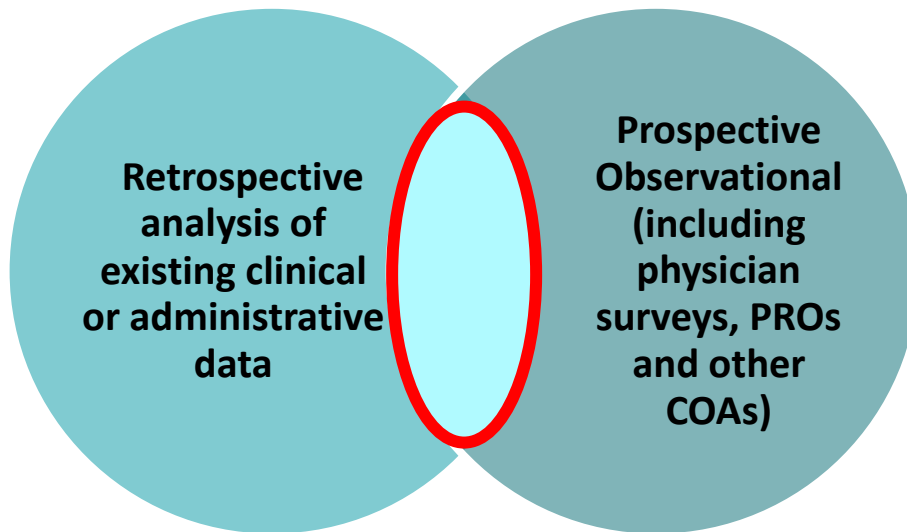 Retrospective
analysis of
existing clinical
or administrative
data
Prospective
Observational
(including
physician
surveys, PROs
and other
COAs)